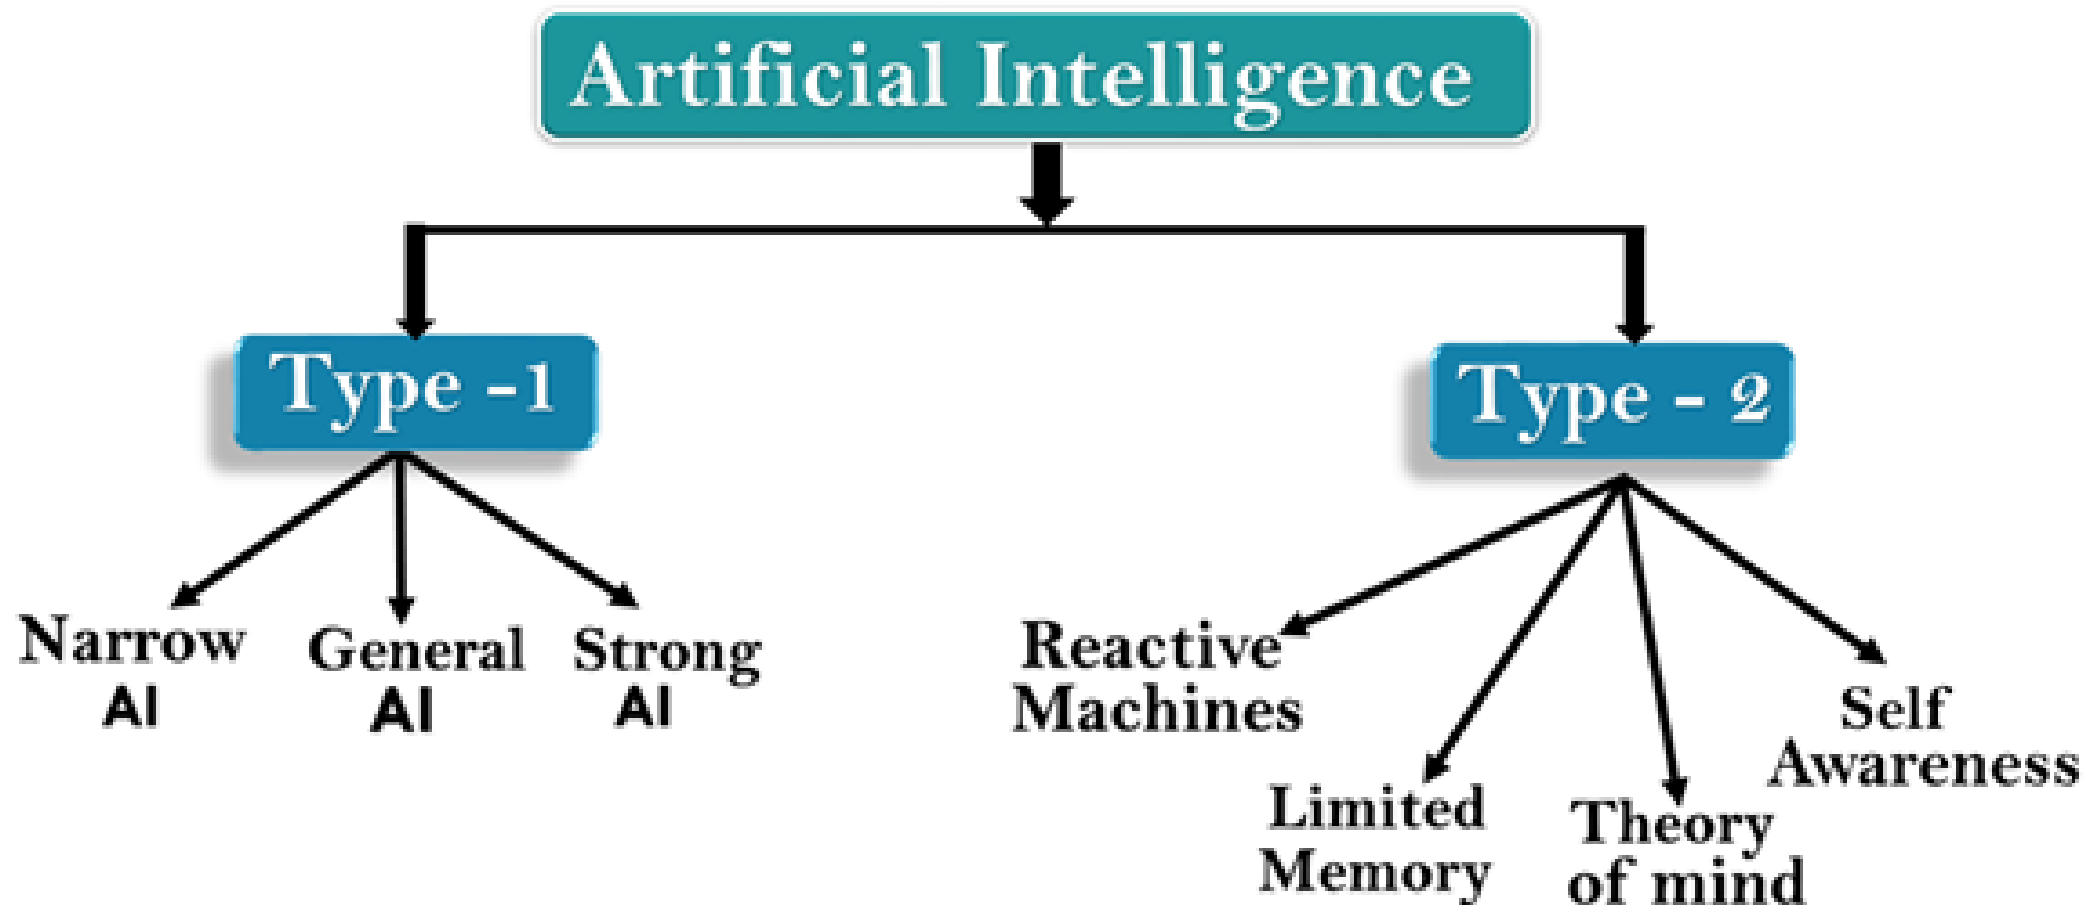 Artificial Intelligence
Type -1
Type - 2
Narrow
AI
General
AI
Strong
AI
Reactive
Machines
Limited
Memory
Theory
of mind
Self
Awareness